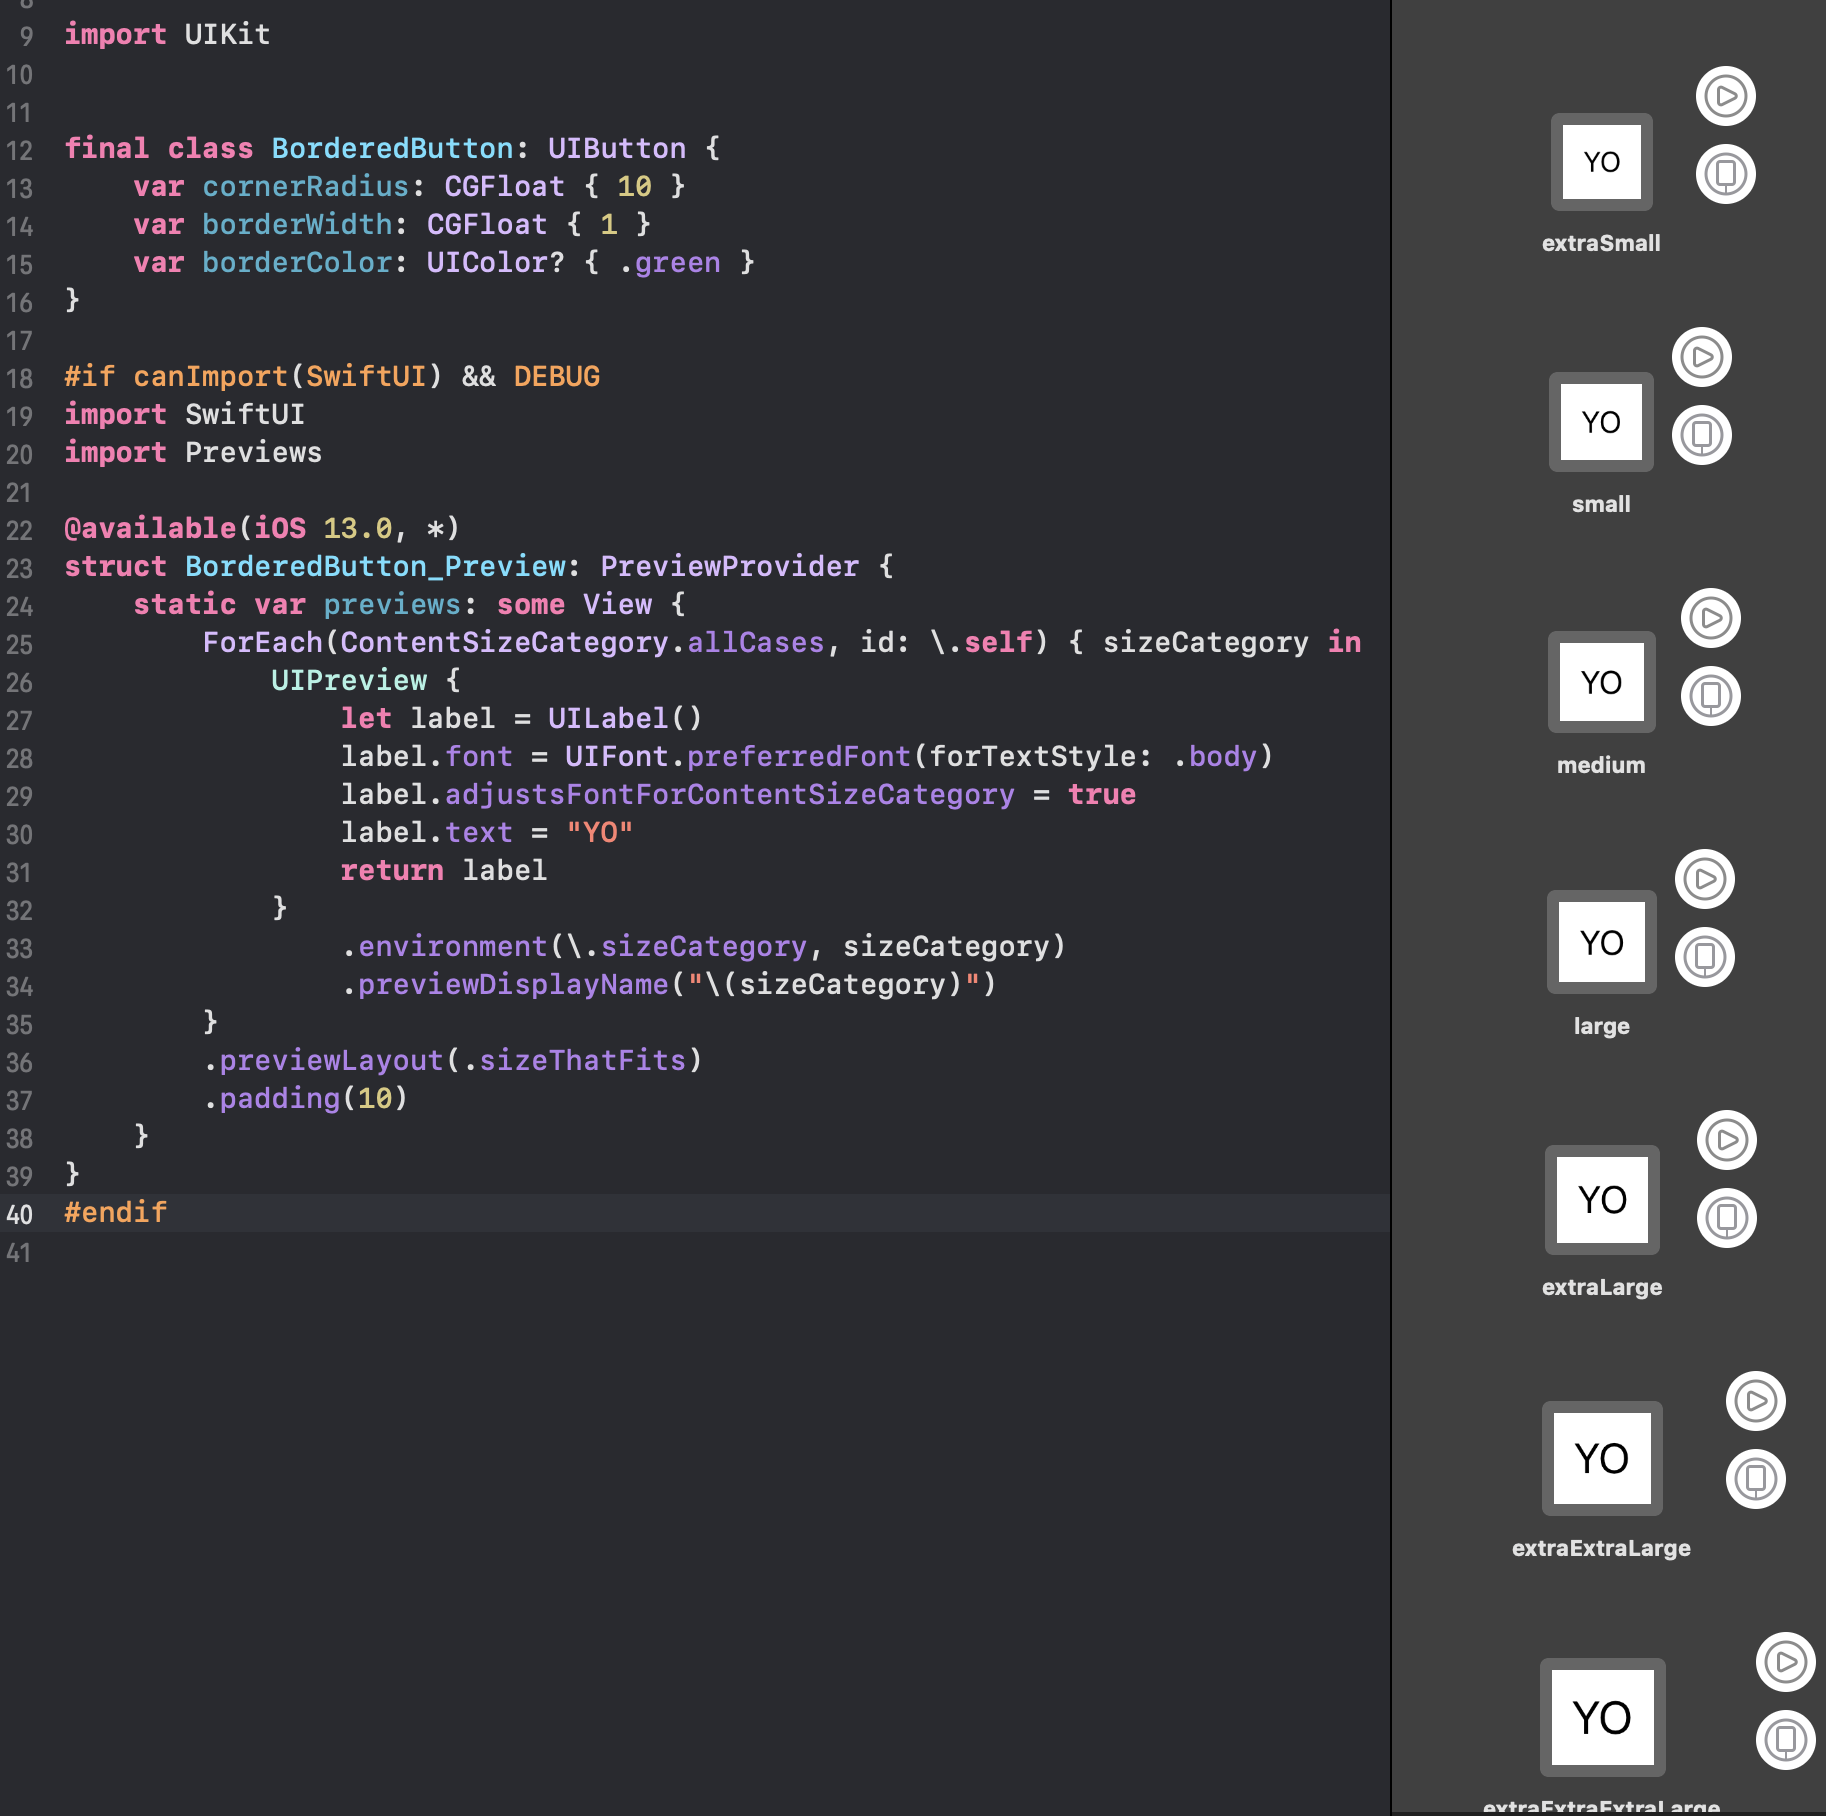 8
9 import UIKit
10
11
12 final class BorderedButton: UIButton {
13     var cornerRadius: CGFloat { 10 }
14     var borderWidth: CGFloat { 1 }
15     var borderColor: UIColor? { .green }
16 }
17
18 #if canImport(SwiftUI) && DEBUG
19 import SwiftUI
20 import Previews
21
22 @available(iOS 13.0, *)
23 struct BorderedButton_Preview: PreviewProvider {
24     static var previews: some View {
25         ForEach(ContentSizeCategory.allCases, id: \.self) { sizeCategory in
26             UIPreview {
27                 let label = UILabel()
28                 label.font = UIFont.preferredFont(forTextStyle: .body)
29                 label.adjustsFontForContentSizeCategory = true
30                 label.text = "YO"
31                 return label
32             }
33                 .environment(\.sizeCategory, sizeCategory)
34                 .previewDisplayName("\(sizeCategory)")
35         }
36         .previewLayout(.sizeThatFits)
37         .padding(10)
38     }
39 }
40 #endif
41
YO
extraSmall
YO
small
YO
medium
YO
large
YO
extraLarge
YO
extraExtraLarge
YO
extraExtraExtraLarge